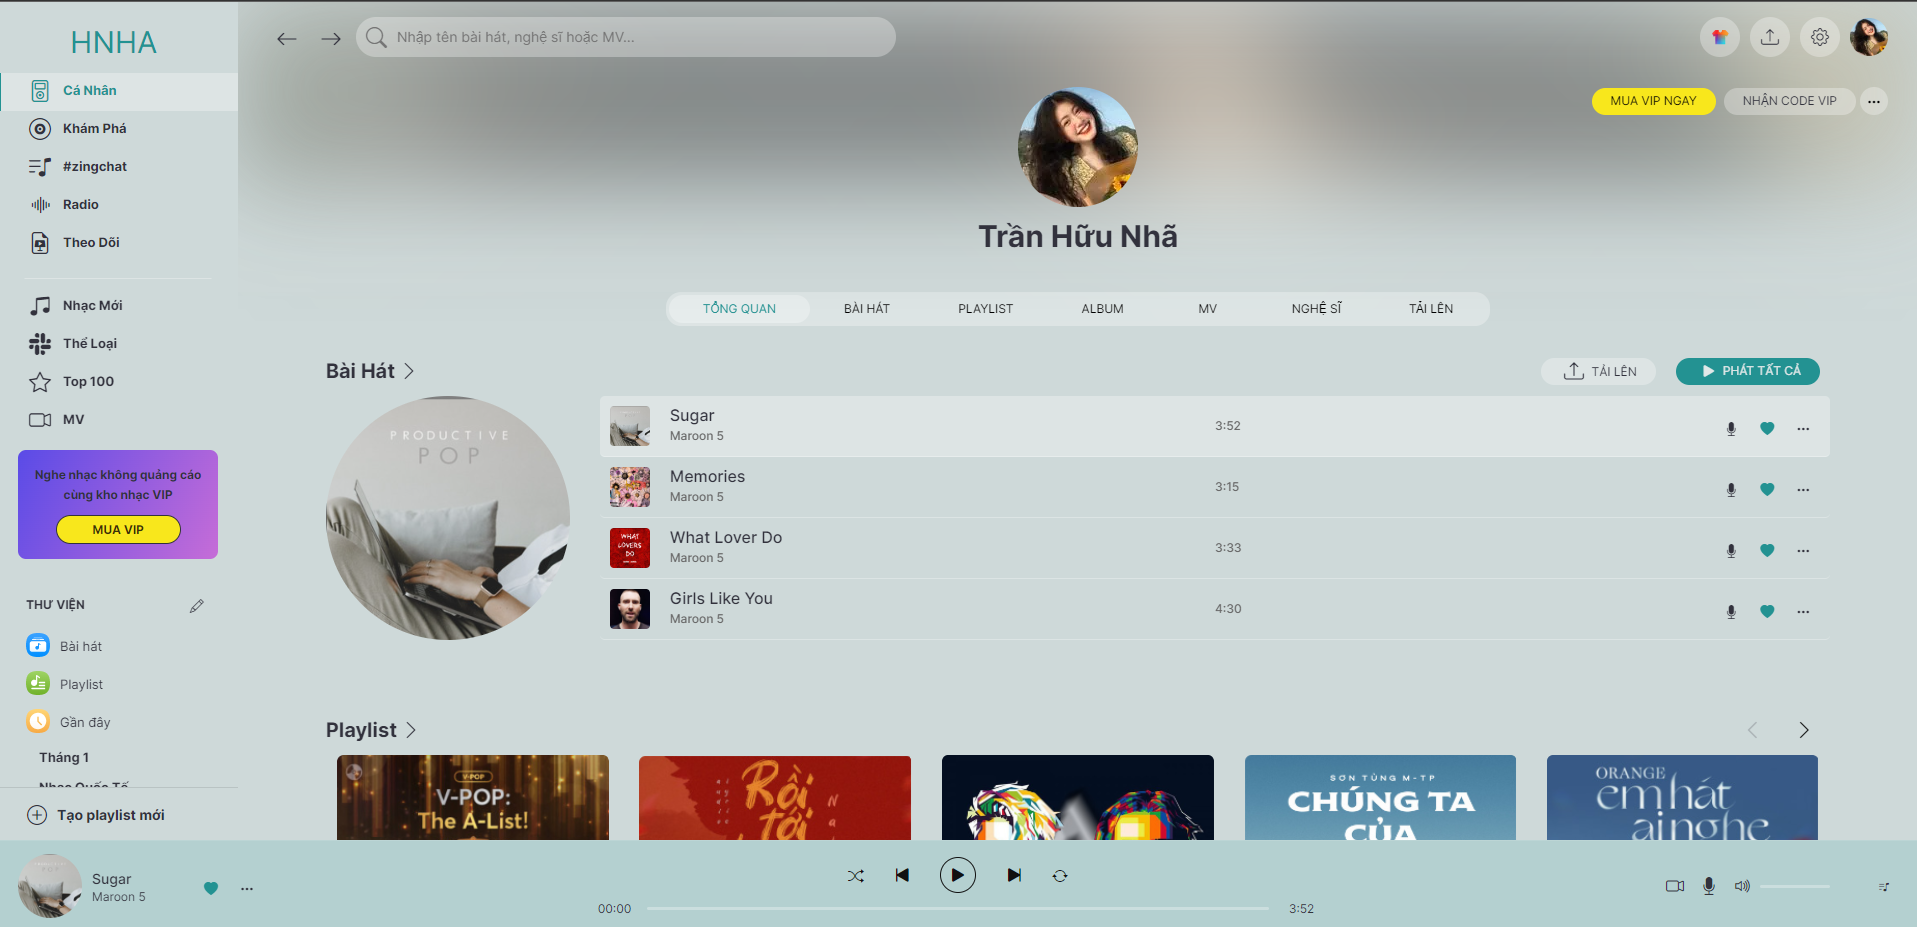 HNHA
Nhập tên bài hát, nghệ sĩ hoặc MV...
Cá Nhân
Khám Phá
#zingchat
Radio
Theo Dõi
Nhạc Mới
Thể Loại
Top 100
MV
Nghe nhạc không quảng cáo
cùng kho nhạc VIP
MUA VIP
THƯ VIỆN
Bài hát
Playlist
Gần đây
Tháng 1
Nhạc Quốc Tế
Tạo playlist mới
MUA VIP NGAY
NHẬN CODE VIP
Trần Hữu Nhã
TỔNG QUAN
BÀI HÁT
PLAYLIST
ALBUM
MV
NGHỆ SĨ
TẢI LÊN
Bài Hát
TẢI LÊN
PHÁT TẤT CẢ
PRODUCTIVE
POP
Sugar
Maroon 5
3:52
Memories
Maroon 5
3:15
WHAT
LOVERS
DO
What Lover Do
Maroon 5
3:33
Girls Like You
Maroon 5
4:30
Playlist
V-POP
V-POP:
The A-List!
Rồi
tới
SƠN TÙNG M-TP
CHÚNG TA
CỦA
ORANGE
em hát
ai nghe
Sugar
Maroon 5
00:00
3:52